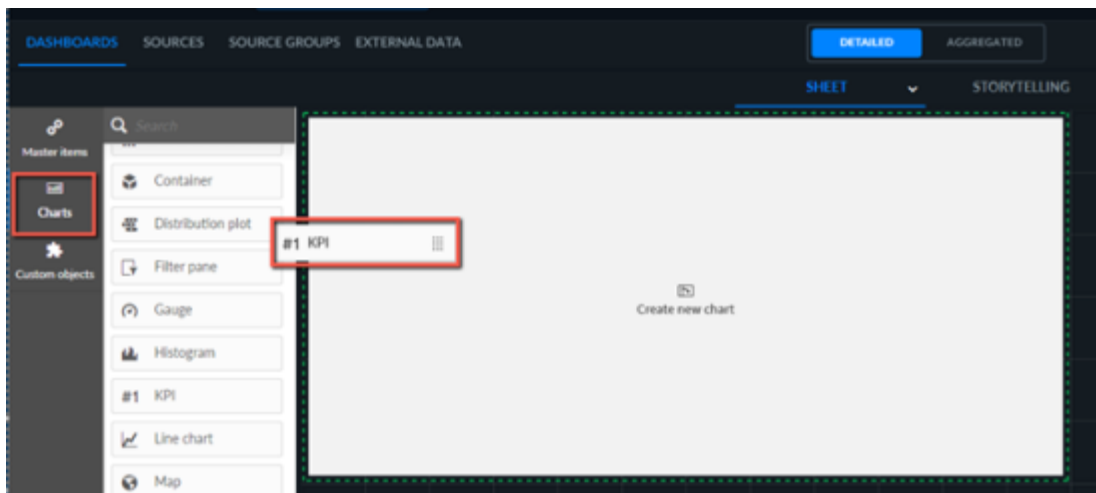 DASHBOARDS SOURCES SOURCE GROUPS EXTERNAL DATA
DETAILED AGGREGATED
SHEET STORYTELLING
Master items
Charts
Custom objects
Search
Container
Distribution plot
#1 KPI
Filter pane
Gauge
Histogram
#1 KPI
Line chart
Map
Create new chart